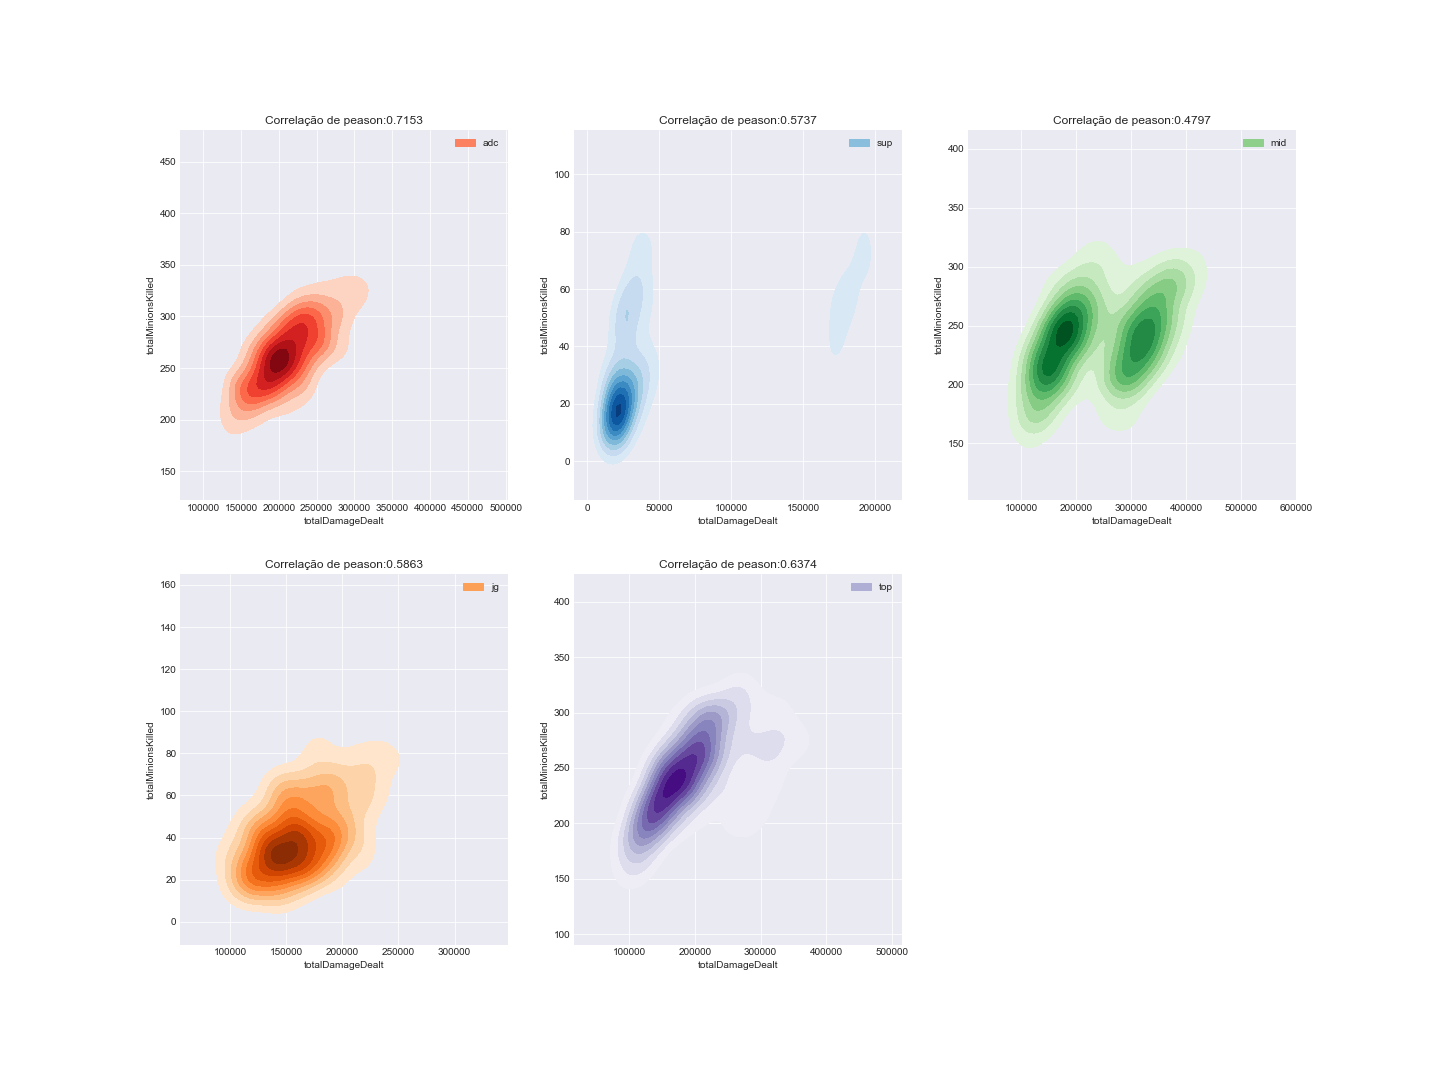 Correlação de peason:0.7153
adc
450
400
350
300
250
200
150
totalMinionsKilled
100000 150000 200000 250000 300000 350000 400000 450000 500000
totalDamageDealt
Correlação de peason:0.5737
sup
100
80
60
40
20
0
totalMinionsKilled
0 50000 100000 150000 200000
totalDamageDealt
Correlação de peason:0.4797
mid
400
350
300
250
200
150
totalMinionsKilled
100000 200000 300000 400000 500000 600000
totalDamageDealt
Correlação de peason:0.5863
jg
160
140
120
100
80
60
40
20
0
totalMinionsKilled
100000 150000 200000 250000 300000
totalDamageDealt
Correlação de peason:0.6374
top
400
350
300
250
200
150
100
totalMinionsKilled
100000 200000 300000 400000 500000
totalDamageDealt